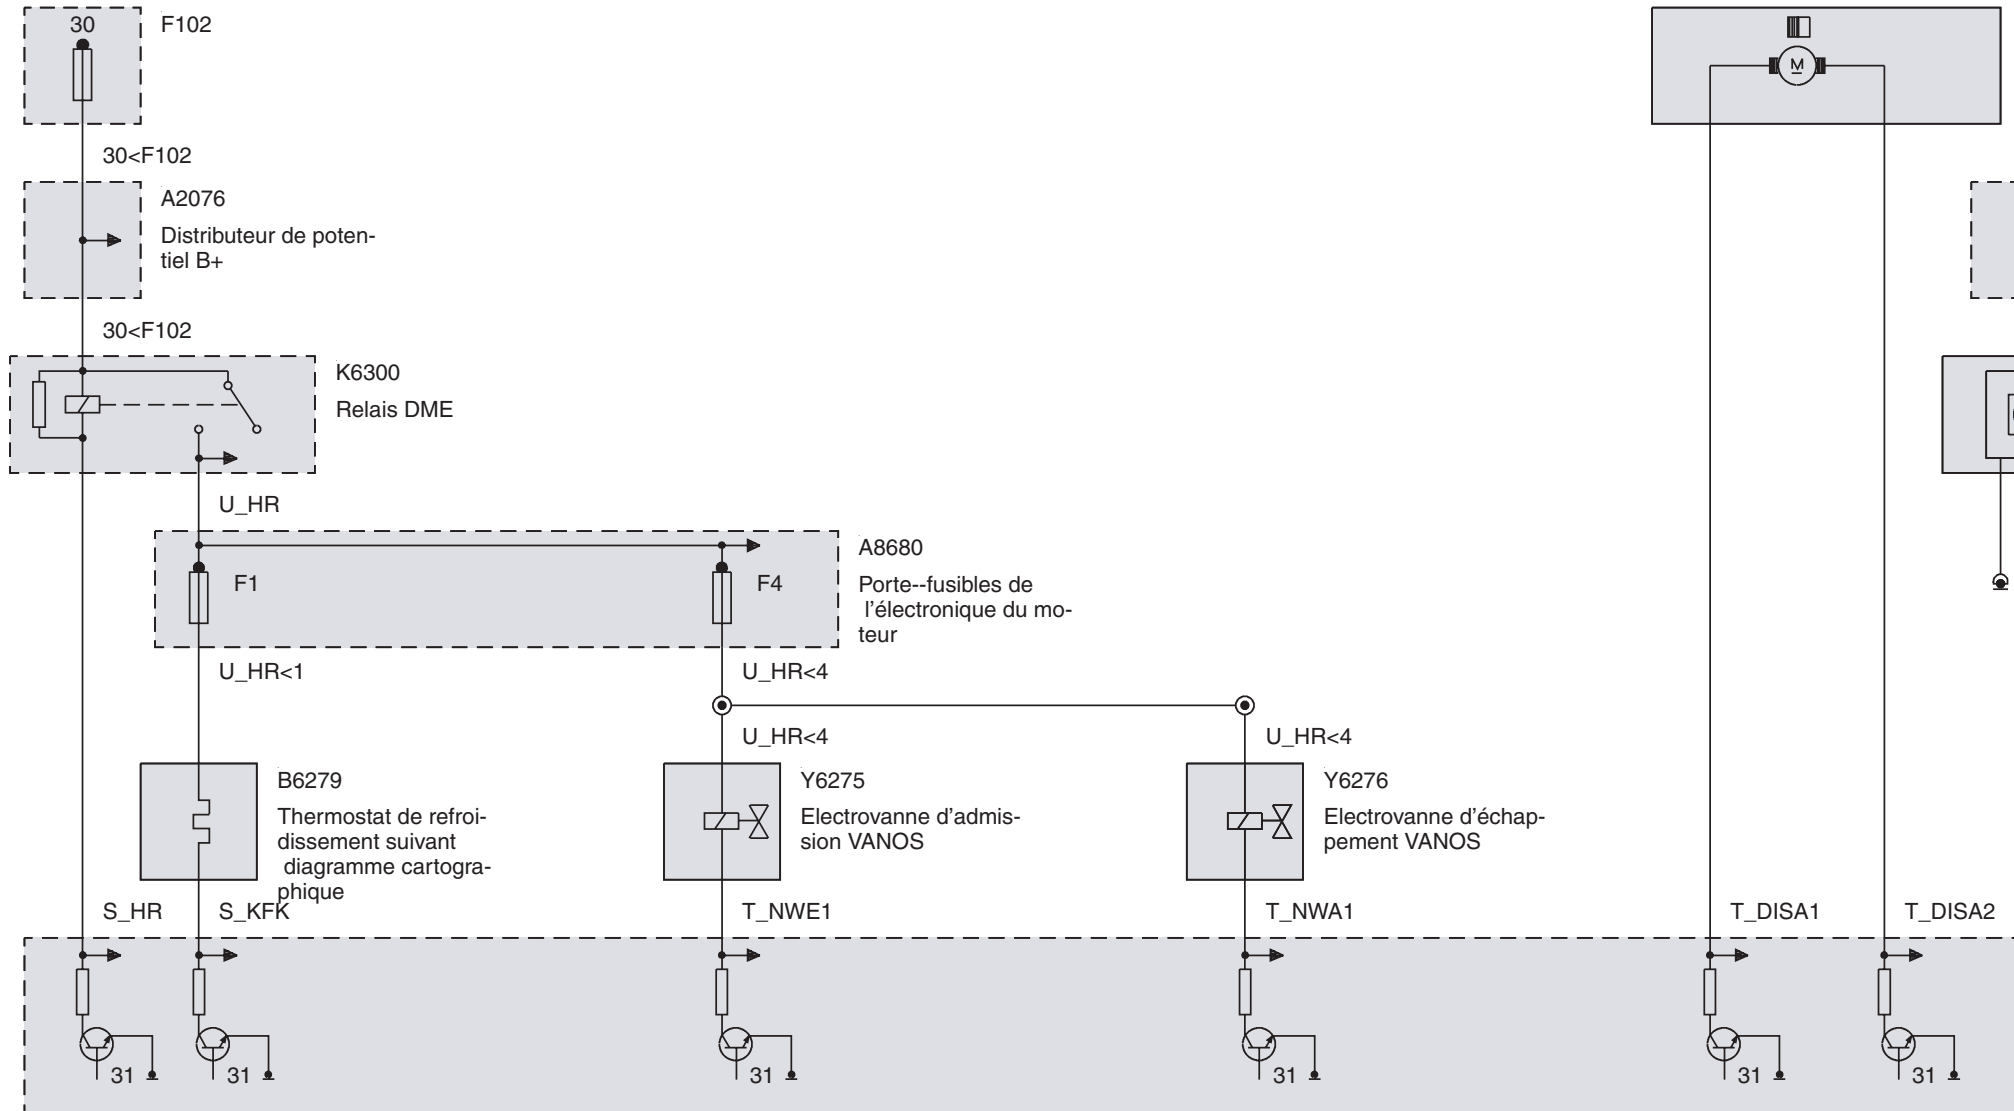 30
F102
M
30<F102
A2076
Distributeur de poten-
tiel B+
30<F102
K6300
Relais DME
U_HR
F1
F4
A8680
Porte--fusibles de
l'électronique du mo-
teur
U_HR<1
U_HR<4
U_HR<4
U_HR<4
B6279
Thermostat de refroi-
dissement suivant
diagramme cartogra-
phique
Y6275
Electrovanne d'admis-
sion VANOS
Y6276
Electrovanne d'échap-
pement VANOS
S_HR
S_KFK
T_NWE1
T_NWA1
T_DISA1
T_DISA2
31
31
31
31
31
31